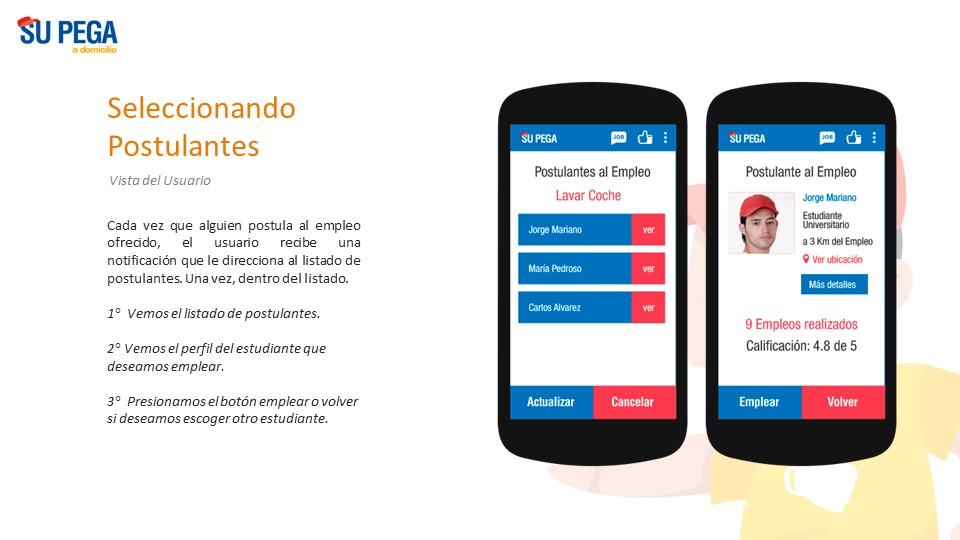 SU PEGA
a domicilio
Seleccionando
Postulantes
Vista del Usuario
Cada vez que alguien postula al empleo
ofrecido, el usuario recibe una
notificación que le direcciona al listado de
postulantes. Una vez, dentro del listado.
1° Vemos el listado de postulantes.
2° Vemos el perfil del estudiante que
deseamos emplear.
3° Presionamos el botón emplear o volver
si deseamos escoger otro estudiante.
SU PEGA
JOB
Postulantes al Empleo
Lavar Coche
Jorge Mariano ver
María Pedroso ver
Carlos Alvarez ver
Actualizar Cancelar
SU PEGA
JOB
Postulante al Empleo
Jorge Mariano
Estudiante
Universitario
a 3 Km del Empleo
Ver ubicación
Más detalles
9 Empleos realizados
Calificación: 4.8 de 5
Emplear Volver